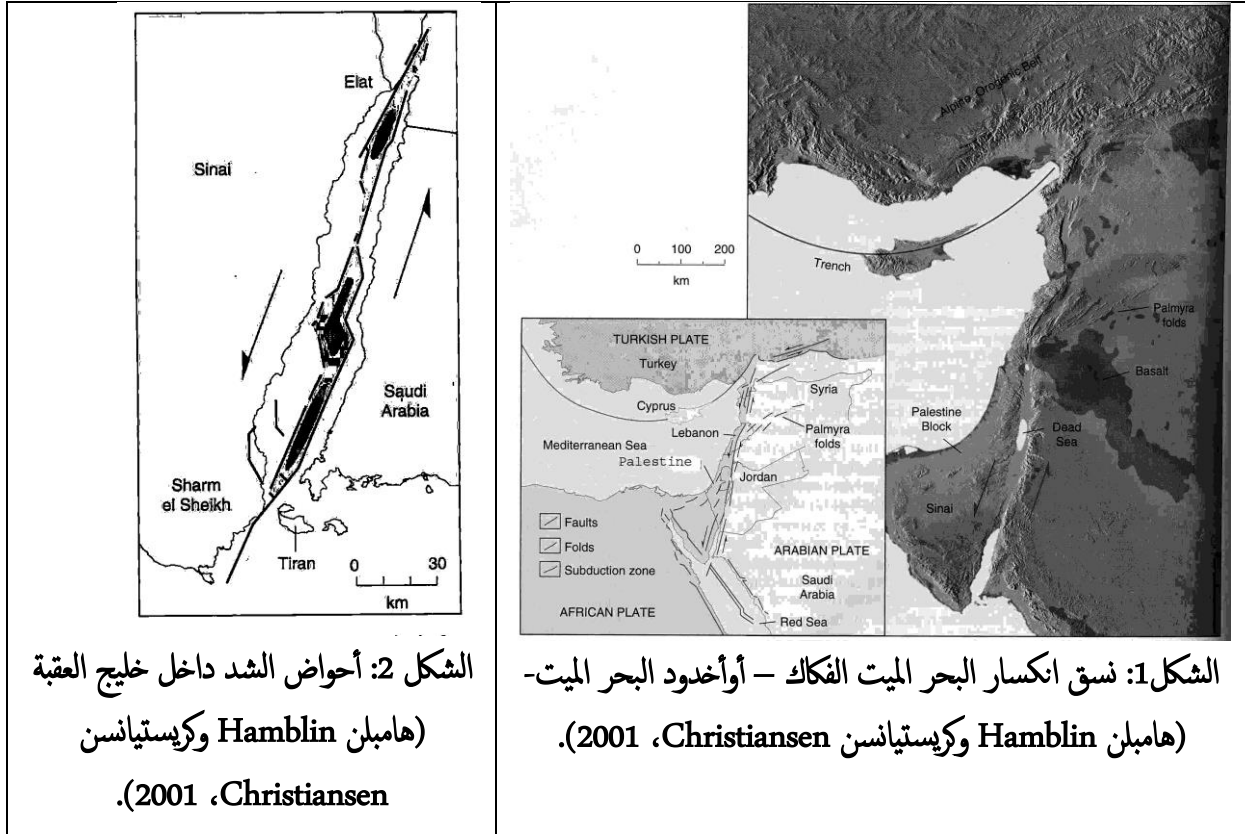 Elat
Sinai
Saudi
Arabia
Sharm
el Sheikh
Tiran
0 30
km
Alpine Orogenic Belt
0 100 200
km
Trench
Palmyra
folds
Basalt
Palestine
Block
Dead
Sea
Sinai
TURKISH PLATE
Turkey
Cyprus
Syria
Lebanon
Palmyra
folds
Mediterranean Sea
Palestine
Jordan
Faults
Folds
Subduction zone
ARABIAN PLATE
Saudi
Arabia
AFRICAN PLATE
Red Sea
الشكل1: نسق انكسار البحر الميت الفكاك – أوأخدود البحر الميت-
(هامبلن Hamblin وكريستيانسن Christiansen، 2001).
الشكل 2: أحواض الشد داخل خليج العقبة
(هامبلن Hamblin وكريستيانسن
Christiansen، 2001).